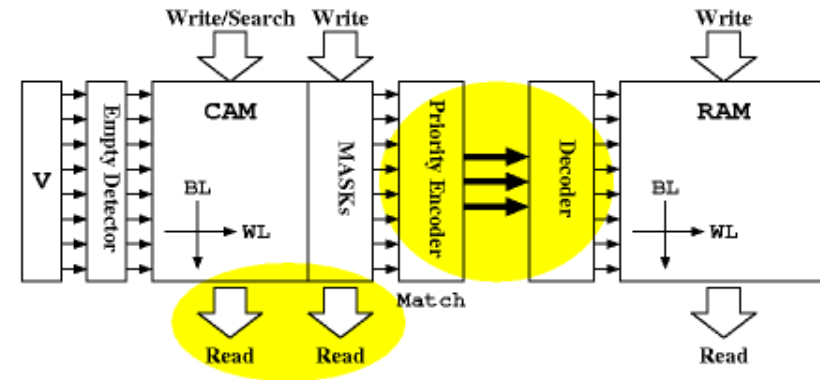 Write/Search
Write
Write
V
Empty Detector
CAM
BL
WL
MASKs
Priority Encoder
Decoder
RAM
BL
WL
Match
Read
Read
Read